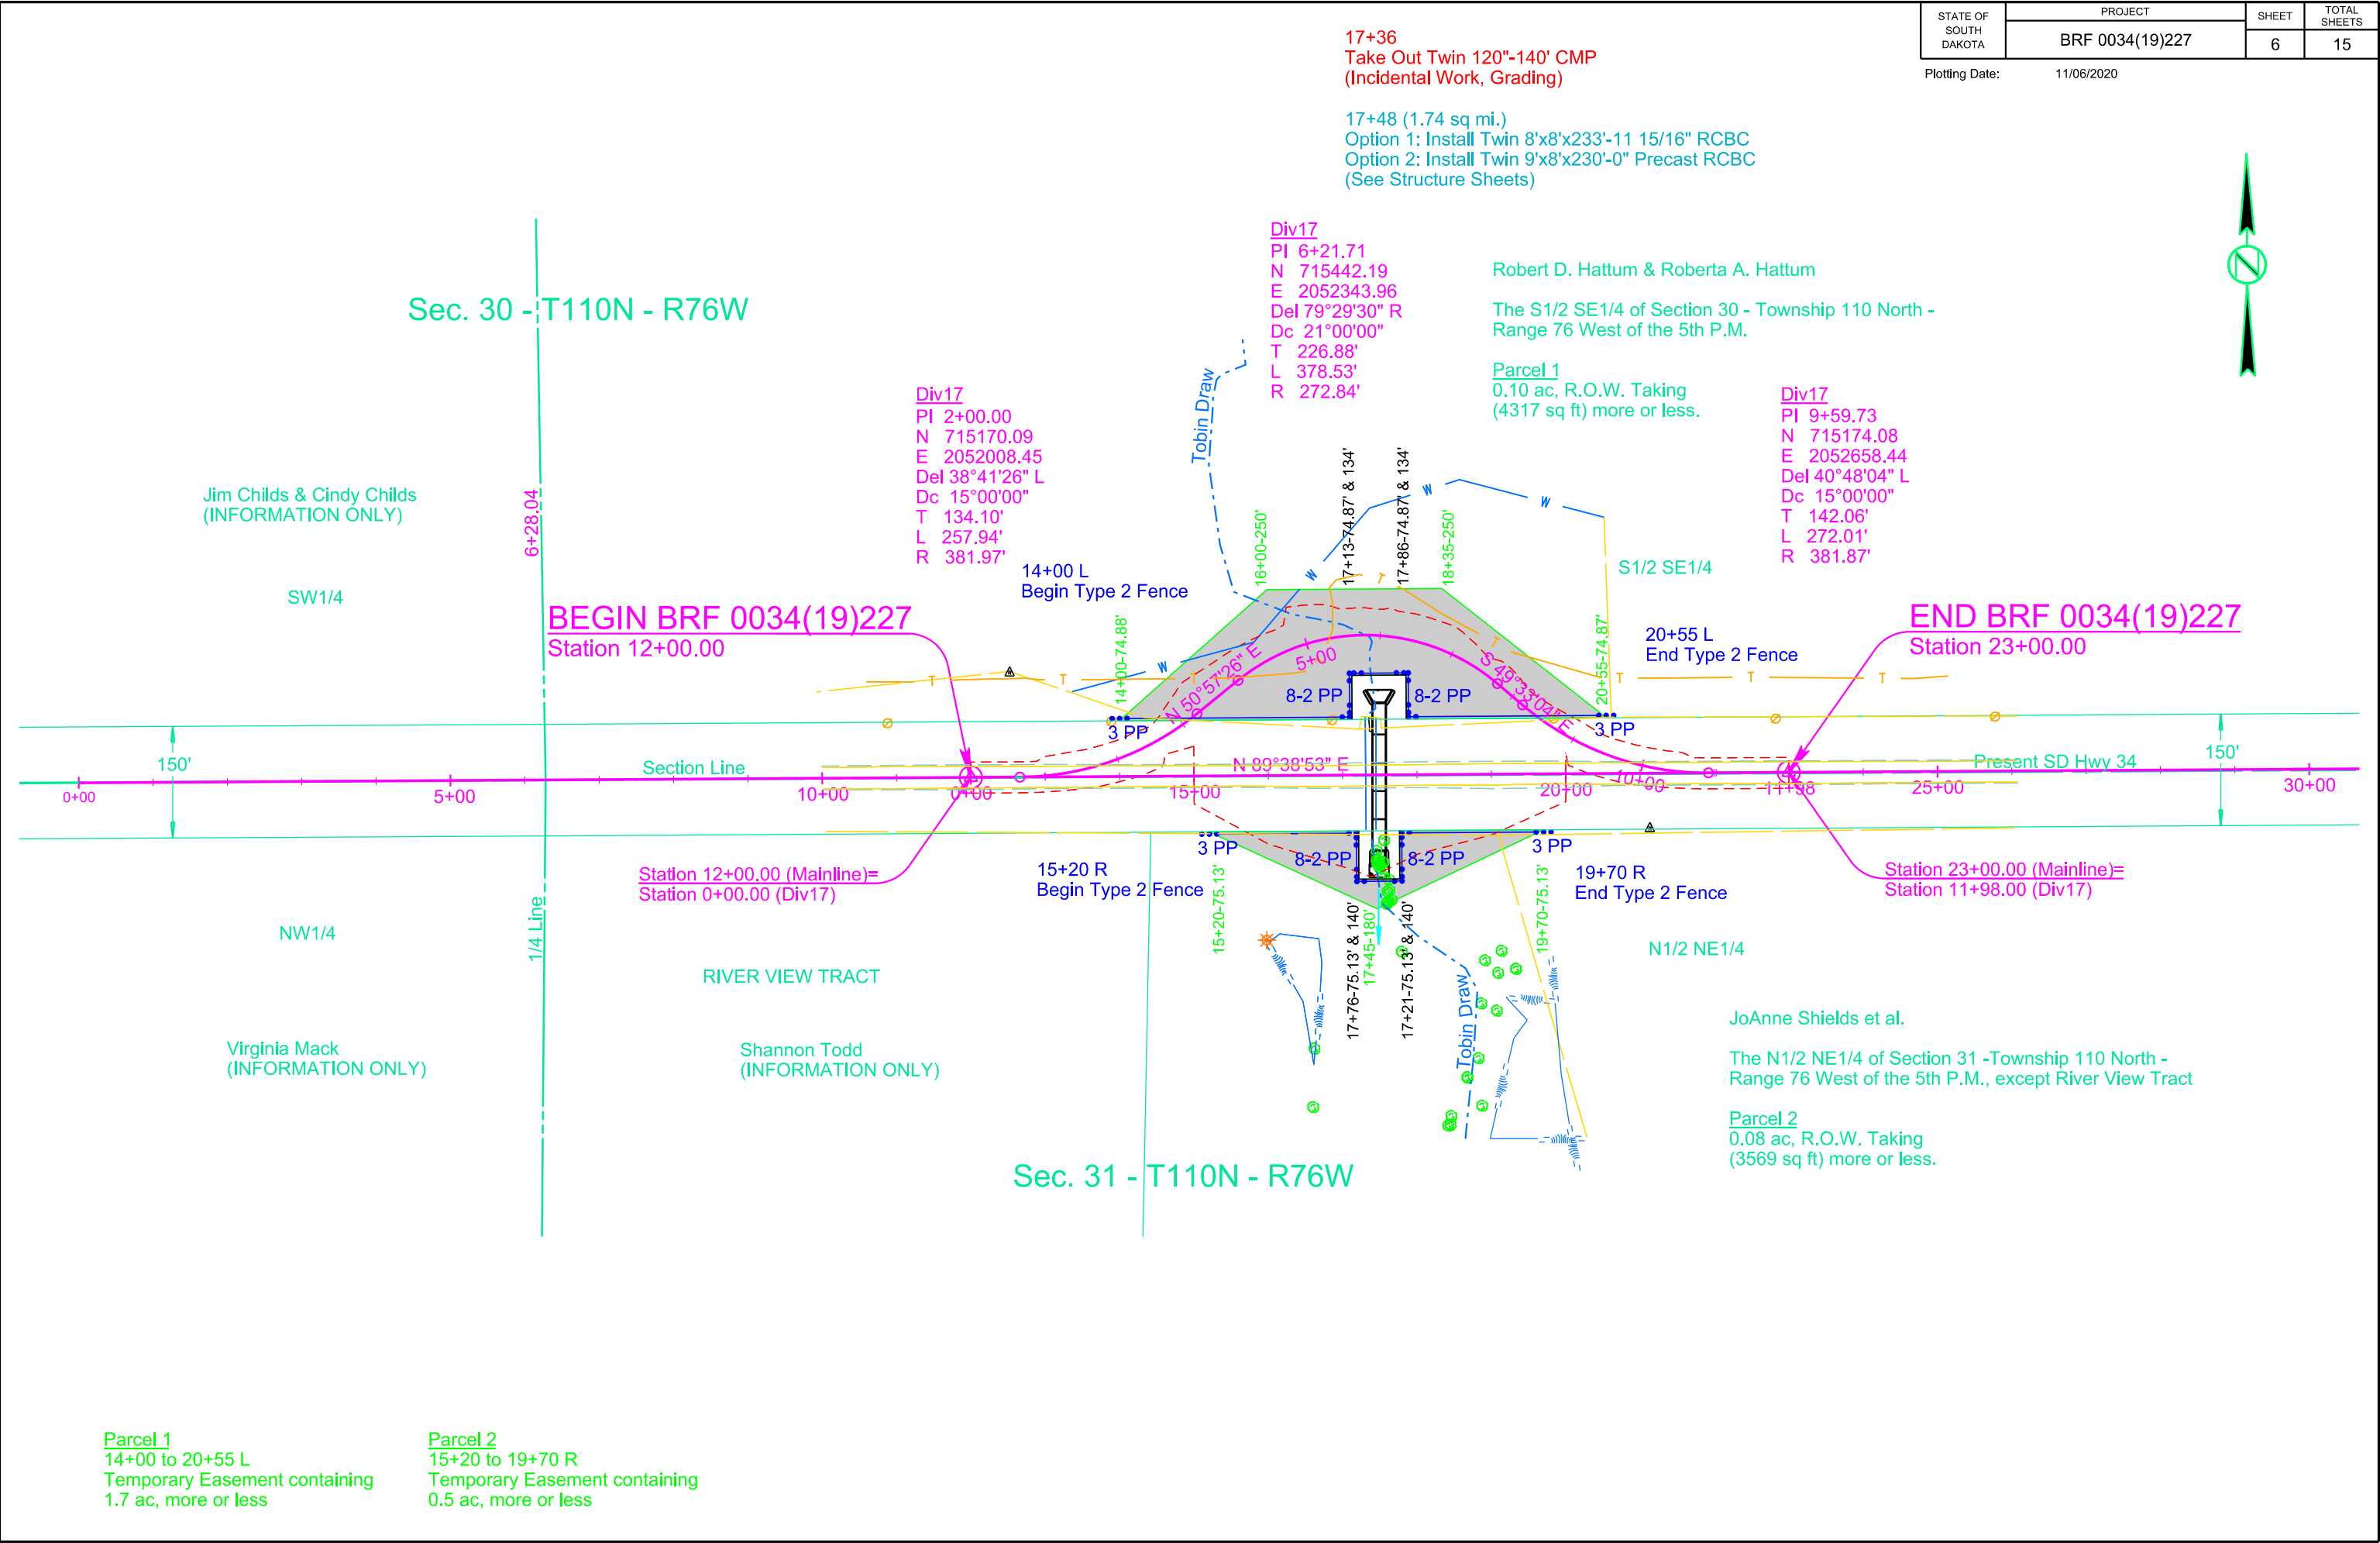 STATE OF
SOUTH
DAKOTA
PROJECT
BRF 0034(19)227
SHEET
6
TOTAL
SHEETS
15
Plotting Date: 11/06/2020
17+36
Take Out Twin 120"-140' CMP
(Incidental Work, Grading)
17+48 (1.74 sq mi.)
Option 1: Install Twin 8'x8'x233'-11 15/16" RCBC
Option 2: Install Twin 9'x8'x230'-0" Precast RCBC
(See Structure Sheets)
N
Sec. 30 - T110N - R76W
Div17
PI 6+21.71
N 715442.19
E 2052343.96
Del 79°29'30" R
Dc 21°00'00"
T 226.88'
L 378.53'
R 272.84'
Robert D. Hattum & Roberta A. Hattum
The S1/2 SE1/4 of Section 30 - Township 110 North -
Range 76 West of the 5th P.M.
Parcel 1
0.10 ac, R.O.W. Taking
(4317 sq ft) more or less.
Div17
PI 2+00.00
N 715170.09
E 2052008.45
Del 38°41'26" L
Dc 15°00'00"
T 134.10'
L 257.94'
R 381.97'
Div17
PI 9+59.73
N 715174.08
E 2052658.44
Del 40°48'04" L
Dc 15°00'00"
T 142.06'
L 272.01'
R 381.87'
Tobin Draw
Jim Childs & Cindy Childs
(INFORMATION ONLY)
6+28.04
SW1/4
14+00 L
Begin Type 2 Fence
16+00-250'
17+13-74.87' & 134'
17+86-74.87' & 134'
18+35-250'
W
W
W
W
S1/2 SE1/4
BEGIN BRF 0034(19)227
Station 12+00.00
END BRF 0034(19)227
Station 23+00.00
14+00-74.88'
20+55-74.87'
20+55 L
End Type 2 Fence
T
T
T
T
T
T
T
T
N 50°57'26" E
5+00
S 49°33'04" E
8-2 PP
8-2 PP
3 PP
3 PP
150'
Section Line
N 89°38'53" E
Present SD Hwy 34
150'
0+00
5+00
10+00
0+00
15+00
20+00
10+00
11+98
25+00
30+00
3 PP
8-2 PP
8-2 PP
3 PP
Station 12+00.00 (Mainline)=
Station 0+00.00 (Div17)
15+20 R
Begin Type 2 Fence
15+20-75.13'
17+76-75.13' & 140'
17+45-180'
17+21-75.13' & 140'
19+70-75.13'
19+70 R
End Type 2 Fence
Station 23+00.00 (Mainline)=
Station 11+98.00 (Div17)
NW1/4
1/4 Line
RIVER VIEW TRACT
N1/2 NE1/4
Tobin Draw
Virginia Mack
(INFORMATION ONLY)
Shannon Todd
(INFORMATION ONLY)
JoAnne Shields et al.
The N1/2 NE1/4 of Section 31 -Township 110 North -
Range 76 West of the 5th P.M., except River View Tract
Parcel 2
0.08 ac, R.O.W. Taking
(3569 sq ft) more or less.
Sec. 31 - T110N - R76W
Parcel 1
14+00 to 20+55 L
Temporary Easement containing
1.7 ac, more or less
Parcel 2
15+20 to 19+70 R
Temporary Easement containing
0.5 ac, more or less